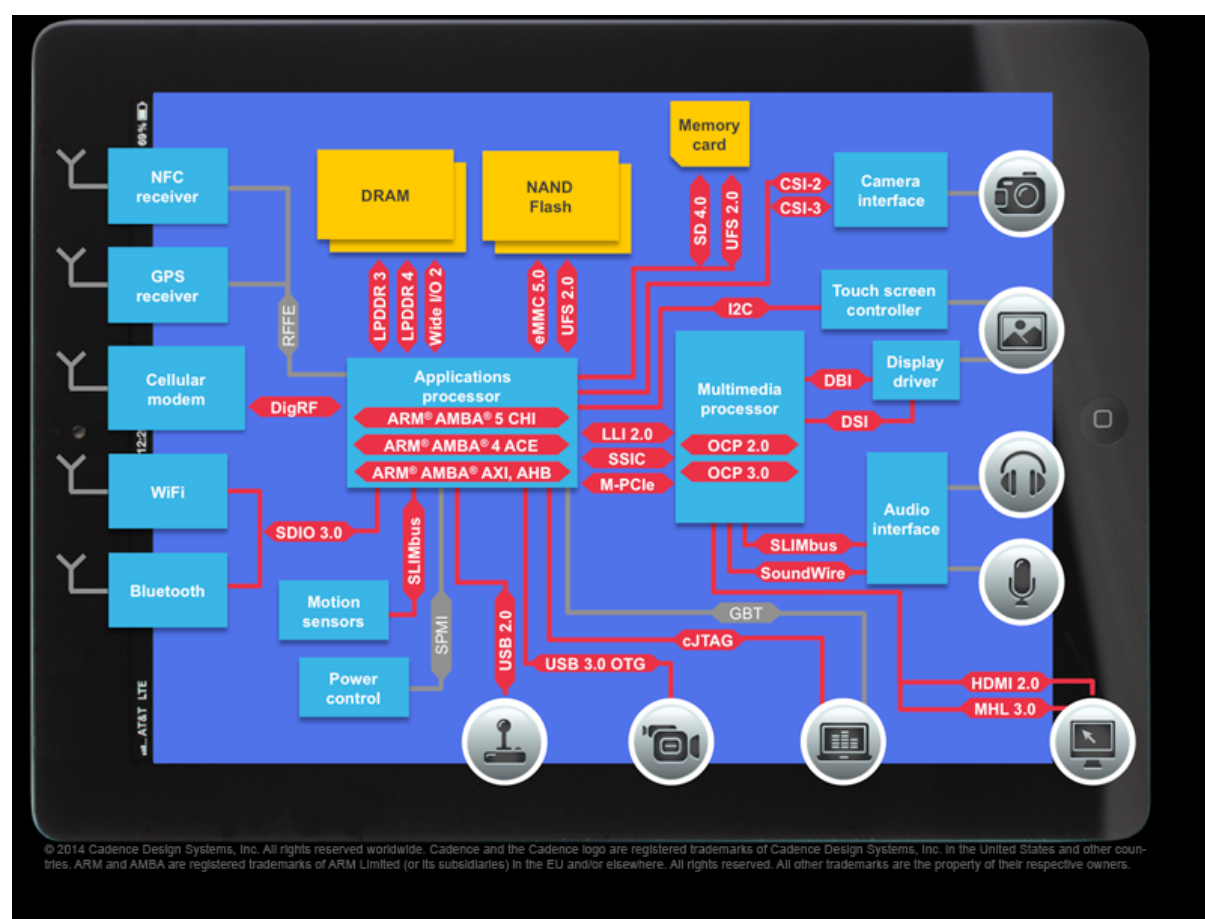 69%
Memory
card
NFC
receiver
DRAM
NAND
Flash
CSI-2
CSI-3
Camera
interface
SD 4.0
UFS 2.0
GPS
receiver
RFFE
LPDDR 3
LPDDR 4
Wide I/O 2
eMMC 5.0
UFS 2.0
I2C
Touch screen
controller
Cellular
modem
DigRF
Applications
processor
ARM® AMBA® 5 CHI
ARM® AMBA® 4 ACE
ARM® AMBA® AXI, AHB
LLI 2.0
SSIC
M-PCIe
Multimedia
processor
OCP 2.0
OCP 3.0
DBI
DSI
Display
driver
WiFi
SDIO 3.0
SLIMbus
Audio
interface
SLIMbus
SoundWire
Bluetooth
Motion
sensors
SPMI
USB 2.0
GBT
cJTAG
USB 3.0 OTG
Power
control
HDMI 2.0
MHL 3.0
AT&T LTE
© 2014 Cadence Design Systems, Inc. All rights reserved worldwide. Cadence and the Cadence logo are registered trademarks of Cadence Design Systems, Inc. in the United States and other coun-
tries. ARM and AMBA are registered trademarks of ARM Limited (or its subsidiaries) in the EU and/or elsewhere. All rights reserved. All other trademarks are the property of their respective owners.